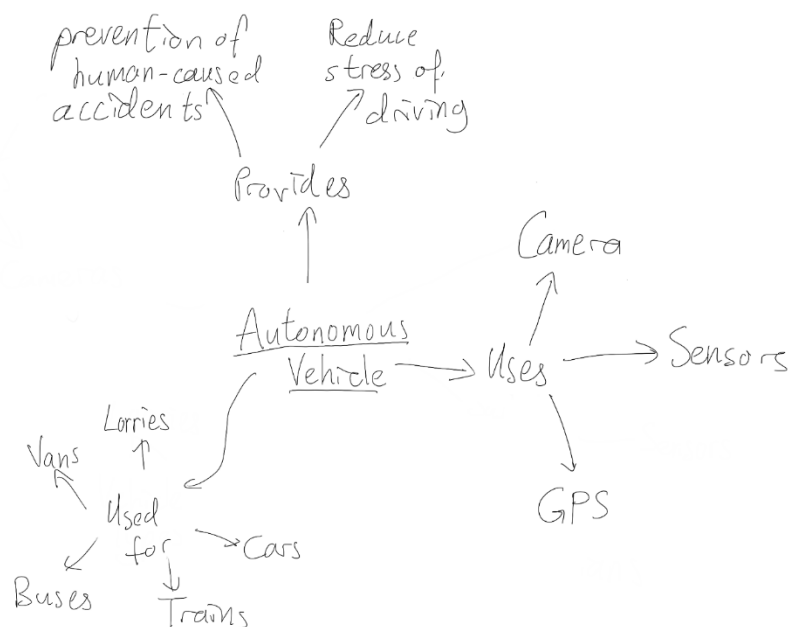 prevention of
human-caused
accidents
Reduce
stress of.
driving
Provides
Camera
Autonomous
Vehicle
Uses
Sensors
GPS
Lorries
Vans
Used
for
Cars
Buses
Trains